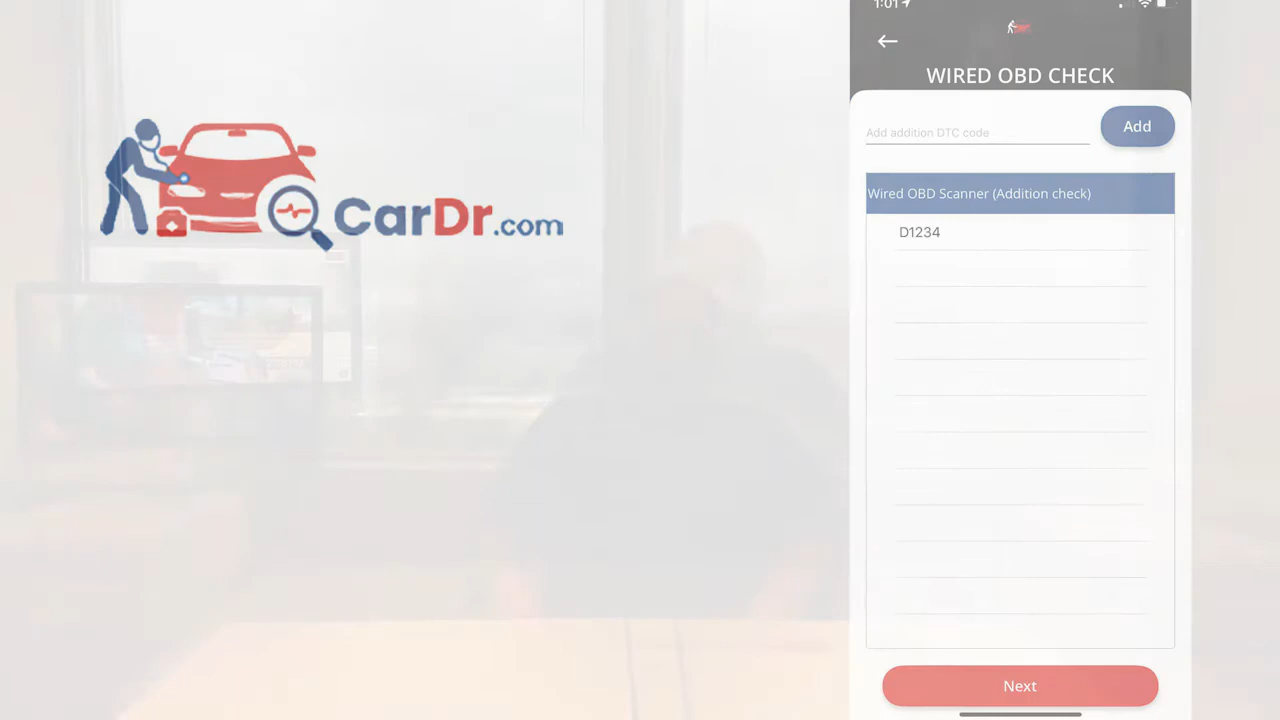 CarDr.com
1:01
WIRED OBD CHECK
Add addition DTC code
Add
Wired OBD Scanner (Addition check)
D1234
Next